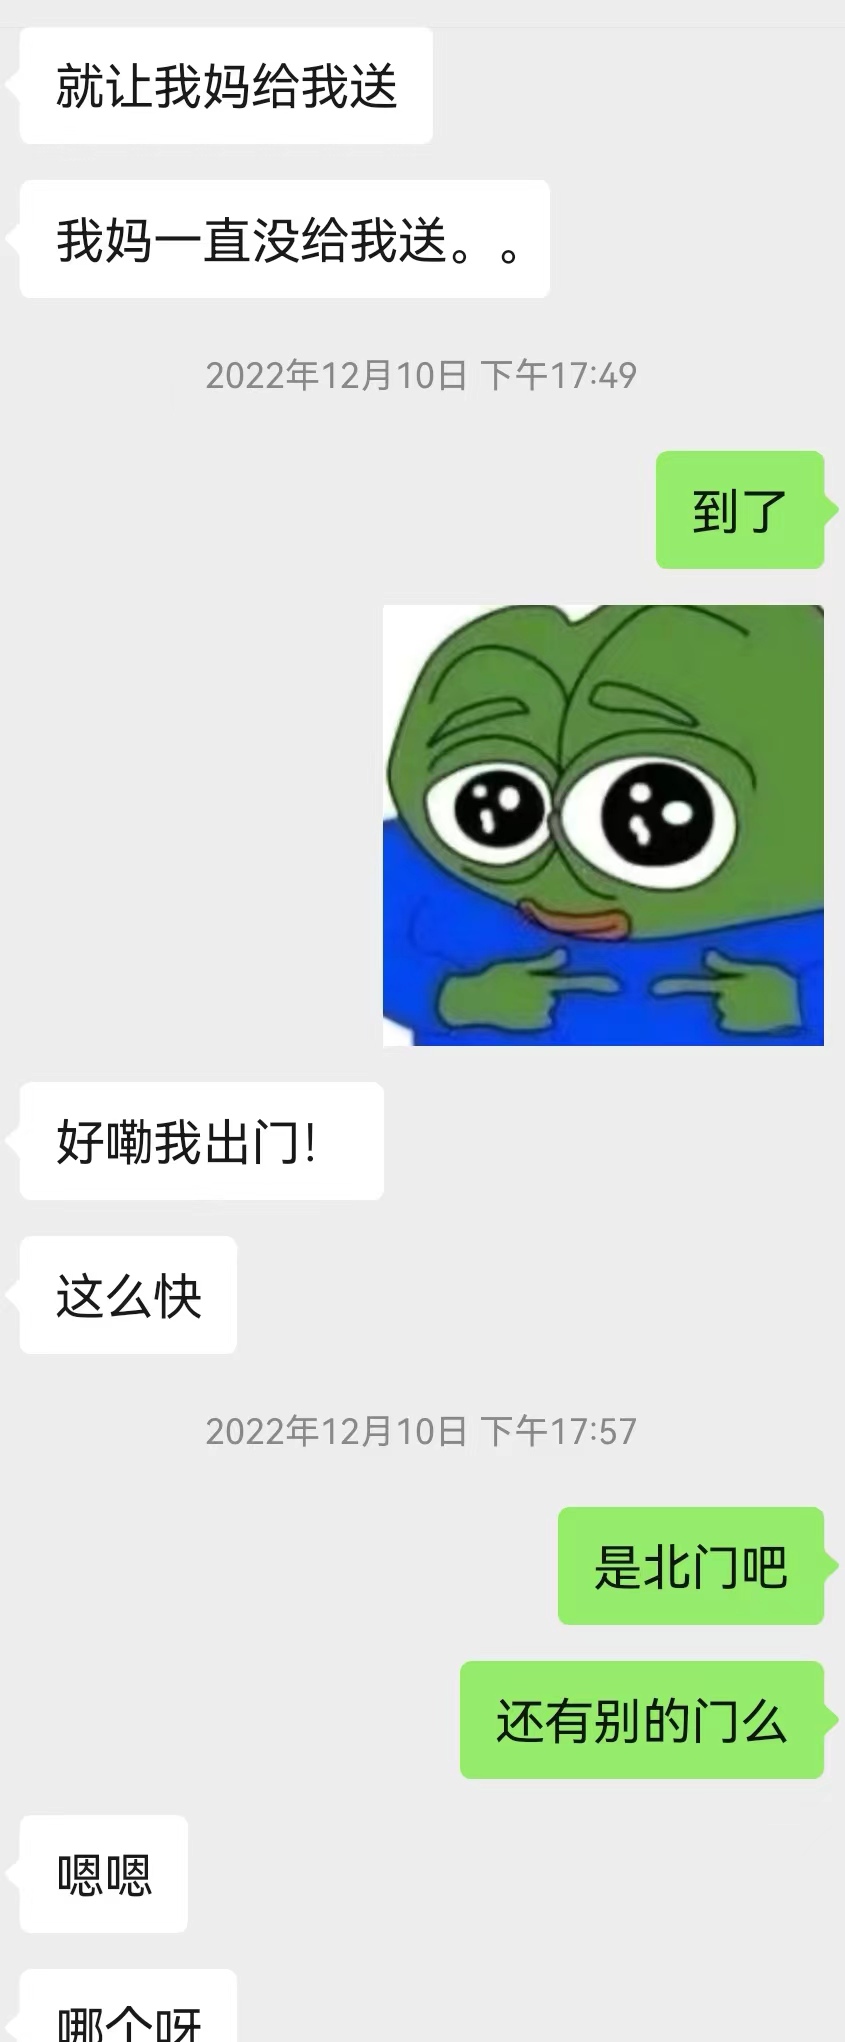 就让我妈给我送
我妈一直没给我送。。
2022年12月10日 下午17:49
到了
好嘞我出门!
这么快
2022年12月10日 下午17:57
是北门吧
还有别的门么
嗯嗯
哪个呀